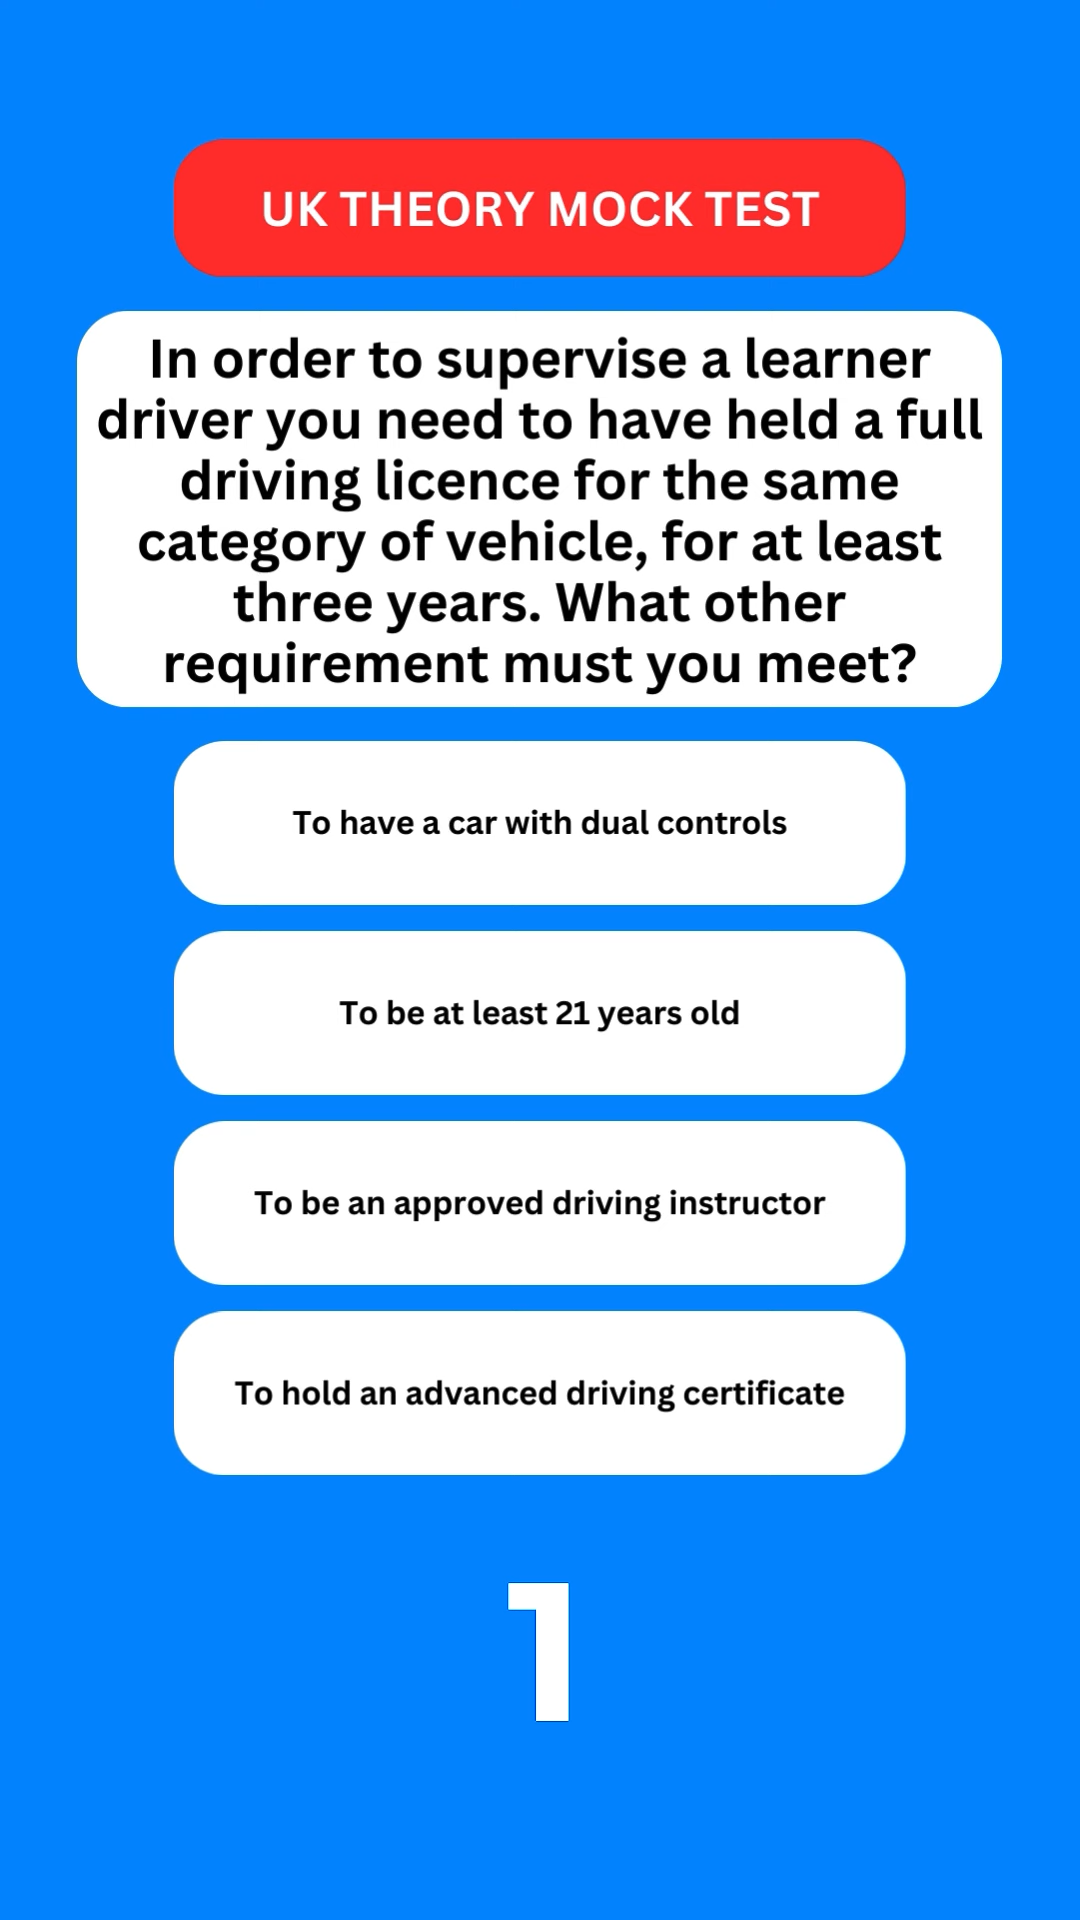 UK THEORY MOCK TEST
In order to supervise a learner
driver you need to have held a full
driving licence for the same
category of vehicle, for at least
three years. What other
requirement must you meet?
To have a car with dual controls
To be at least 21 years old
To be an approved driving instructor
To hold an advanced driving certificate
1